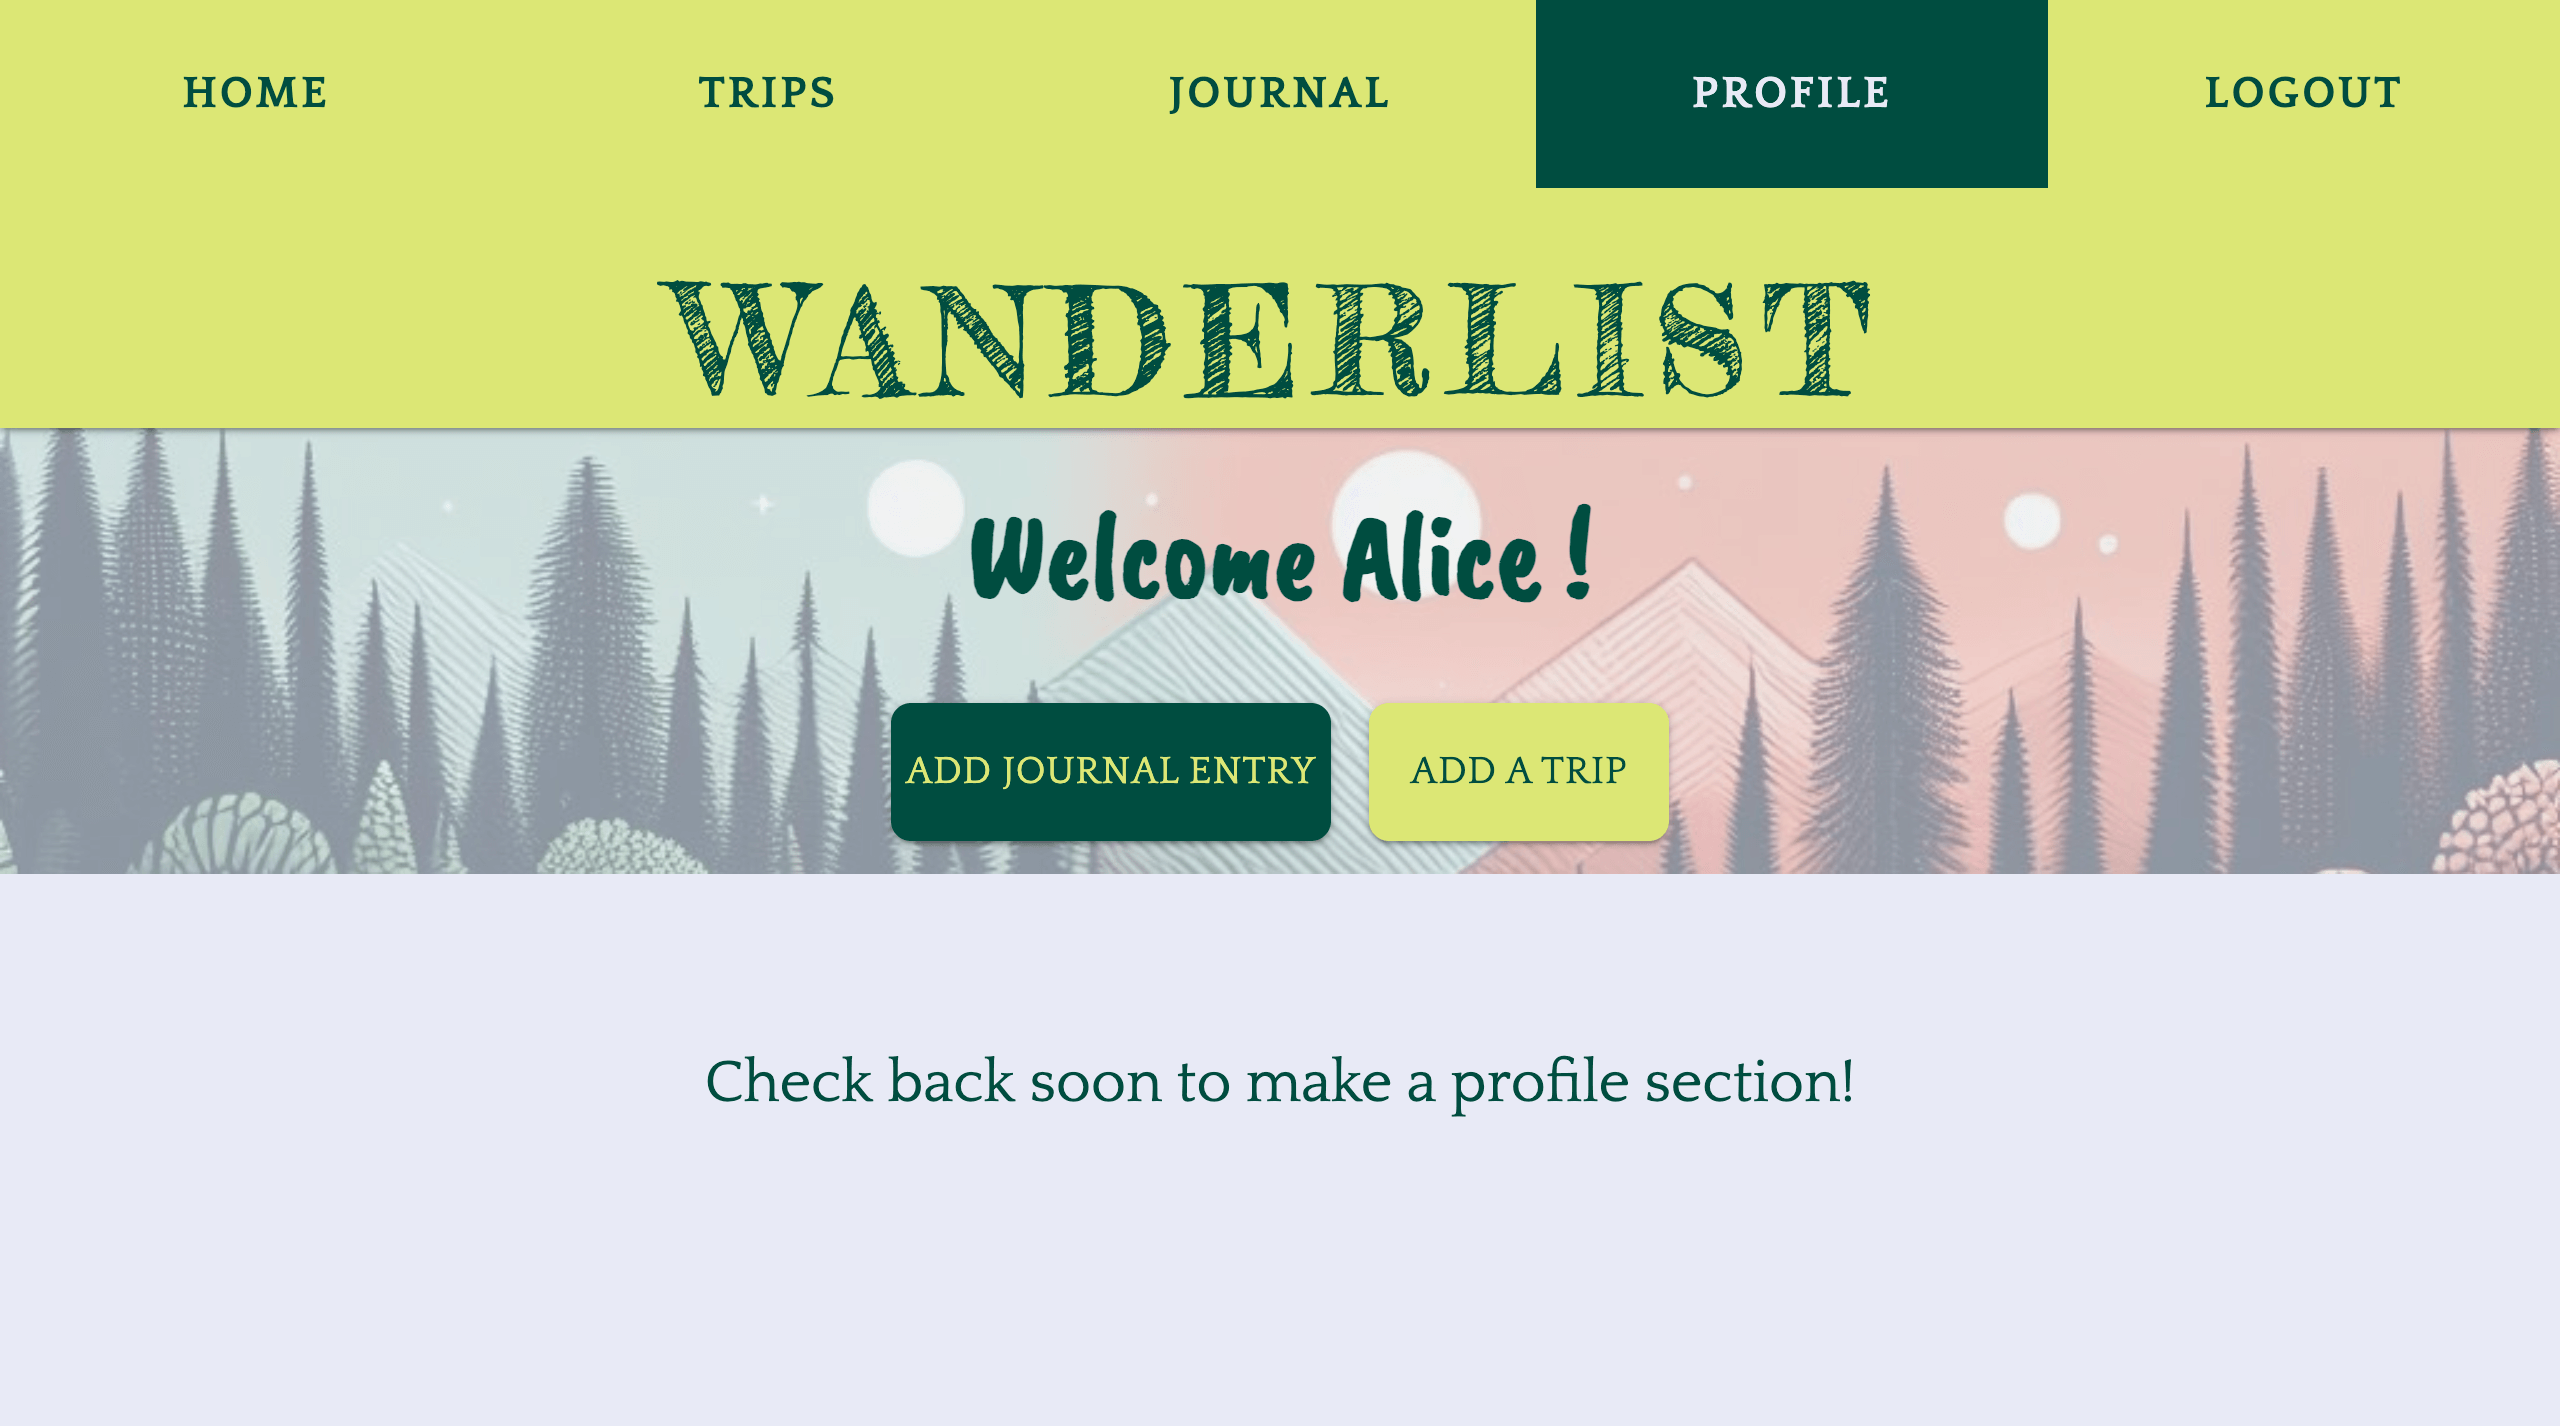 HOME TRIPS JOURNAL PROFILE LOGOUT
WANDERLIST
Welcome Alice !
ADD JOURNAL ENTRY ADD A TRIP
Check back soon to make a profile section!